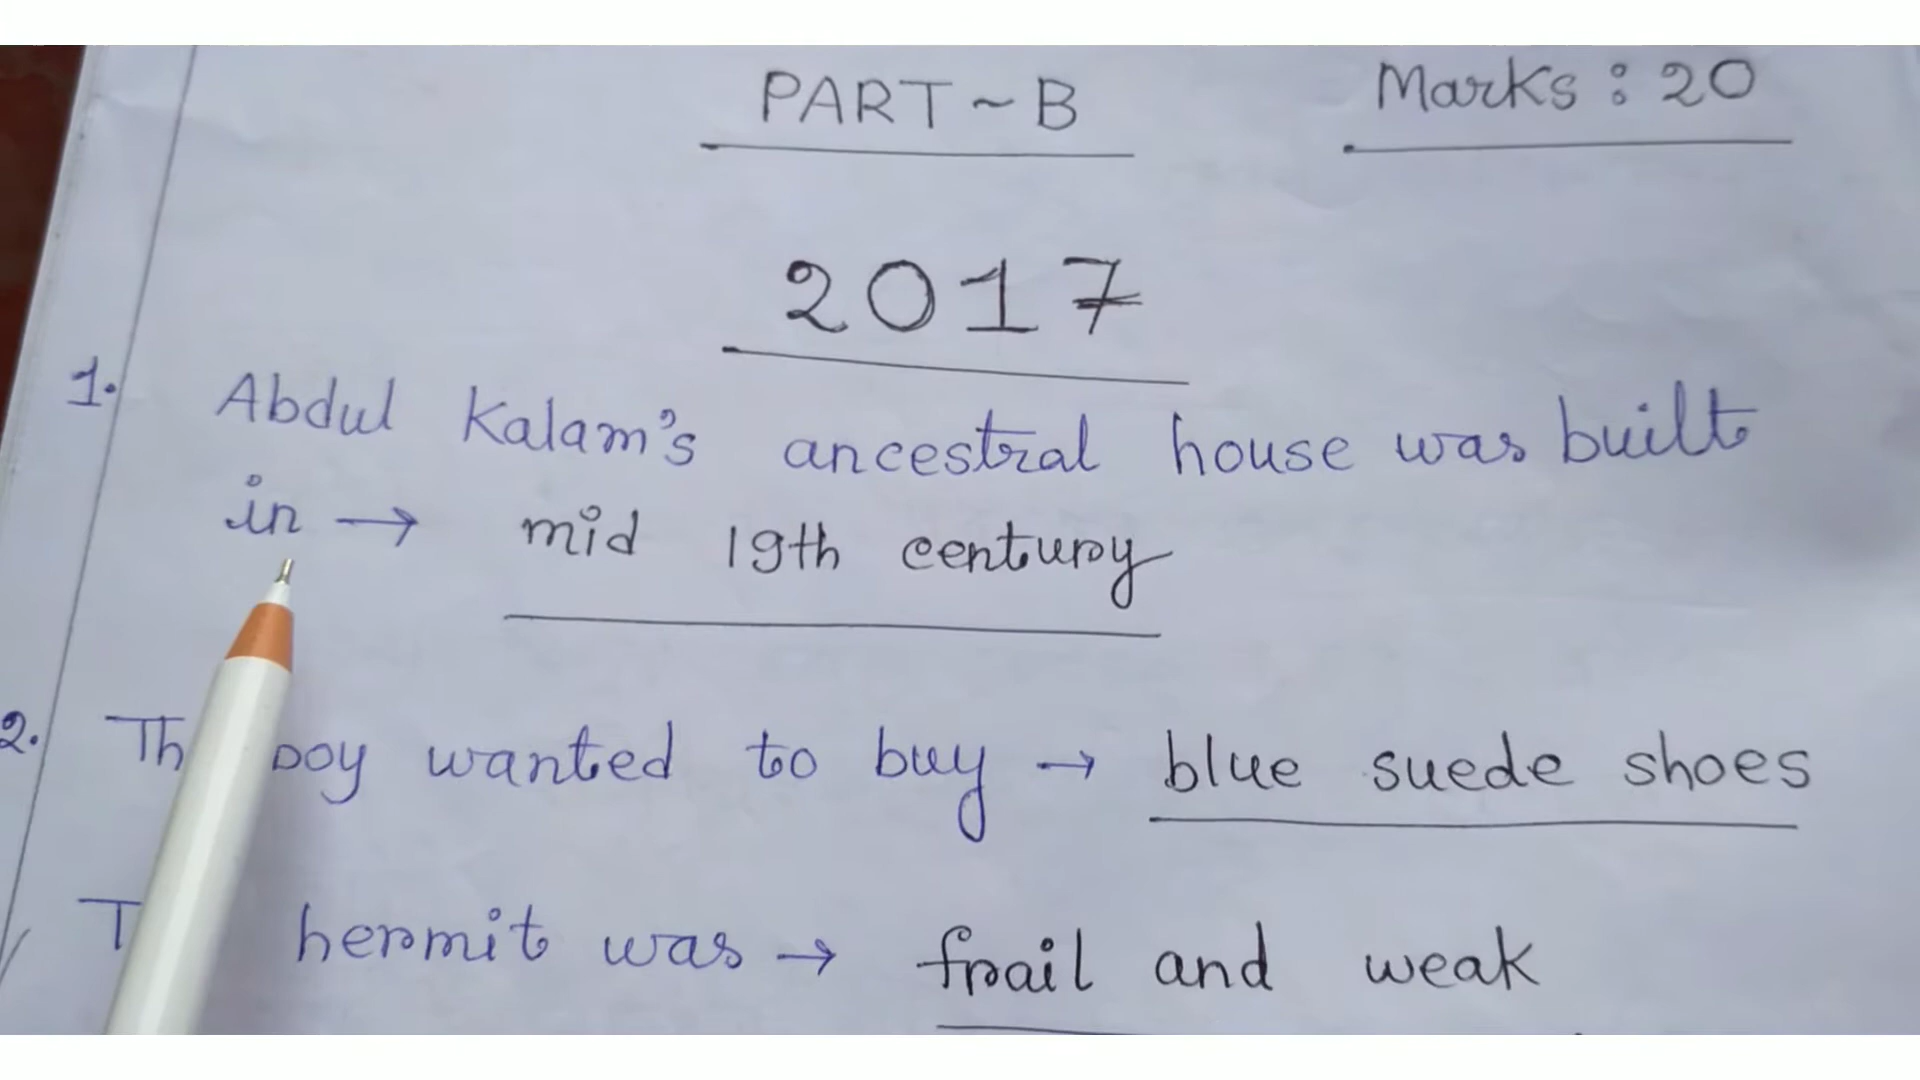 PART ~ B
Marks : 20
2017
1. Abdul Kalam's ancestral house was built
in → mid 19th century
2. boy wanted to buy → blue suede shoes
hermit was → frail and weak